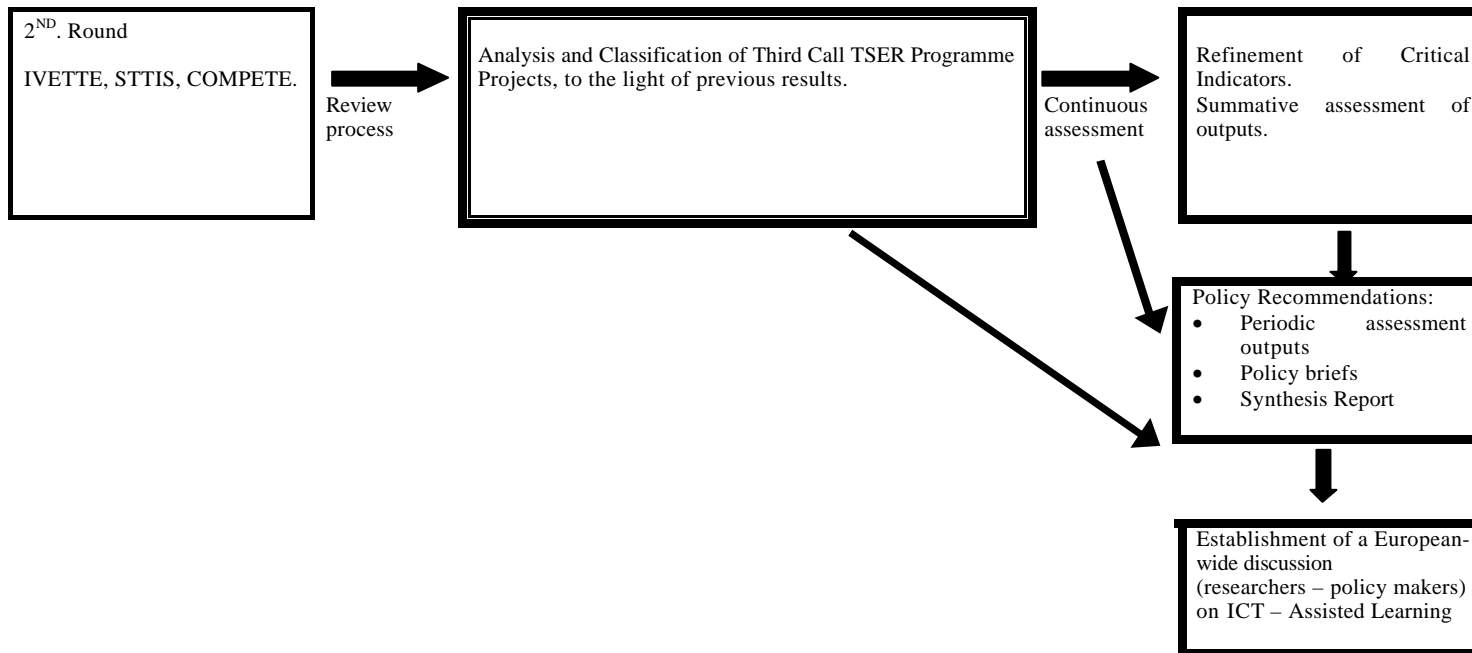 2ND. Round
IVETTE, STTIS, COMPETE.
Review
process
Analysis and Classification of Third Call TSER Programme
Projects, to the light of previous results.
Continuous
assessment
Refinement of Critical
Indicators.
Summative assessment of
outputs.
Policy Recommendations:
• Periodic assessment
outputs
• Policy briefs
• Synthesis Report
Establishment of a European-
wide discussion
(researchers – policy makers)
on ICT – Assisted Learning